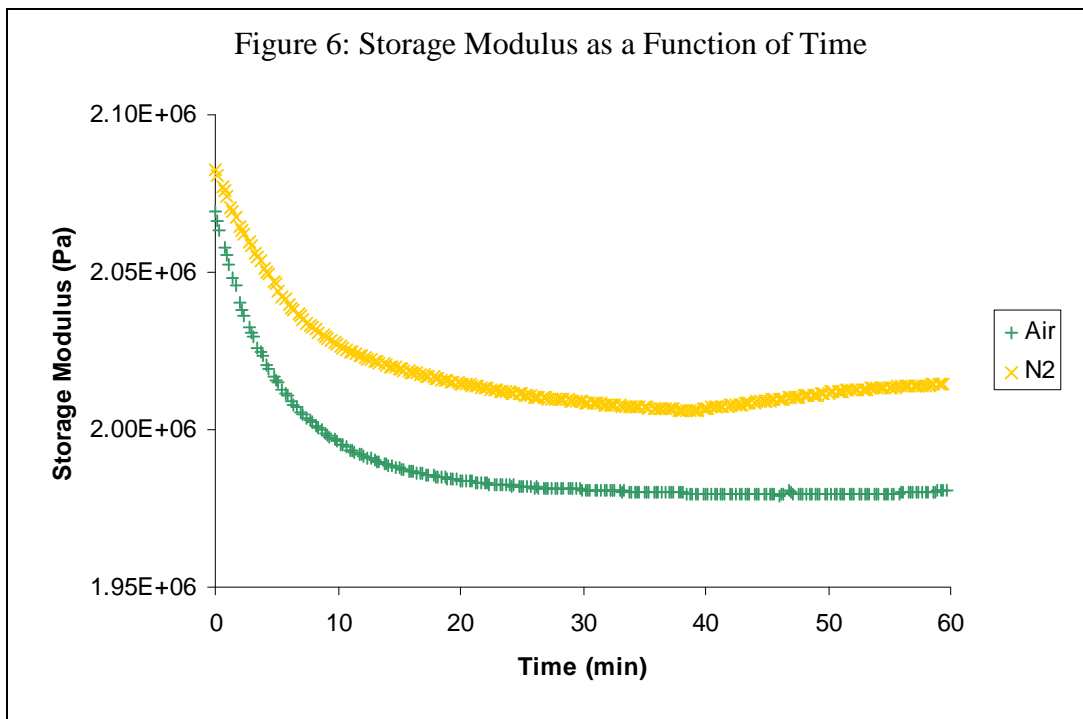 Figure 6: Storage Modulus as a Function of Time
2.10E+06
2.05E+06
2.00E+06
1.95E+06
Storage Modulus (Pa)
0 10 20 30 40 50 60
Time (min)
Air
N2